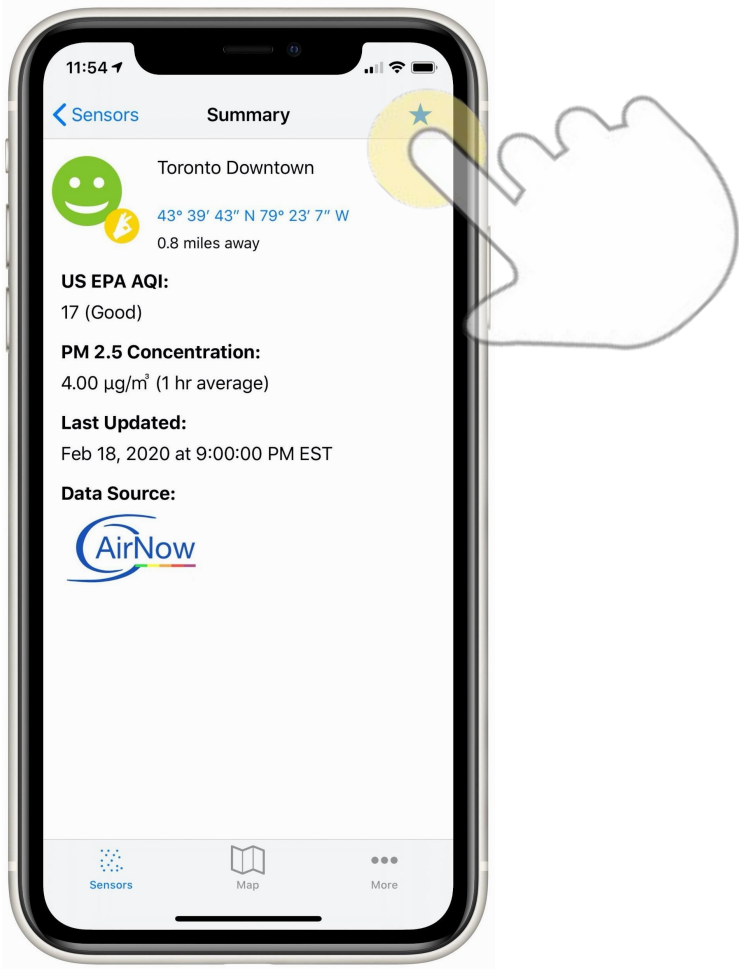 11:54
Sensors
Summary
Toronto Downtown
43° 39′ 43″ N 79° 23′ 7″ W
0.8 miles away
US EPA AQI:
17 (Good)
PM 2.5 Concentration:
4.00 µg/m³ (1 hr average)
Last Updated:
Feb 18, 2020 at 9:00:00 PM EST
Data Source:
AirNow
Sensors
Map
More